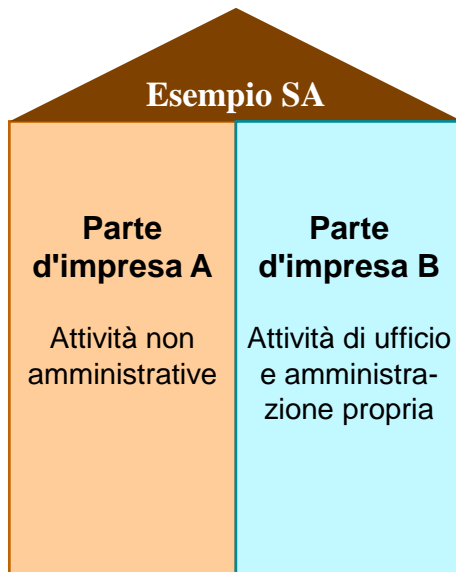 Esempio SA
Parte
d'impresa A
Attività non
amministrative
Parte
d'impresa B
Attività di ufficio
e amministra-
zione propria